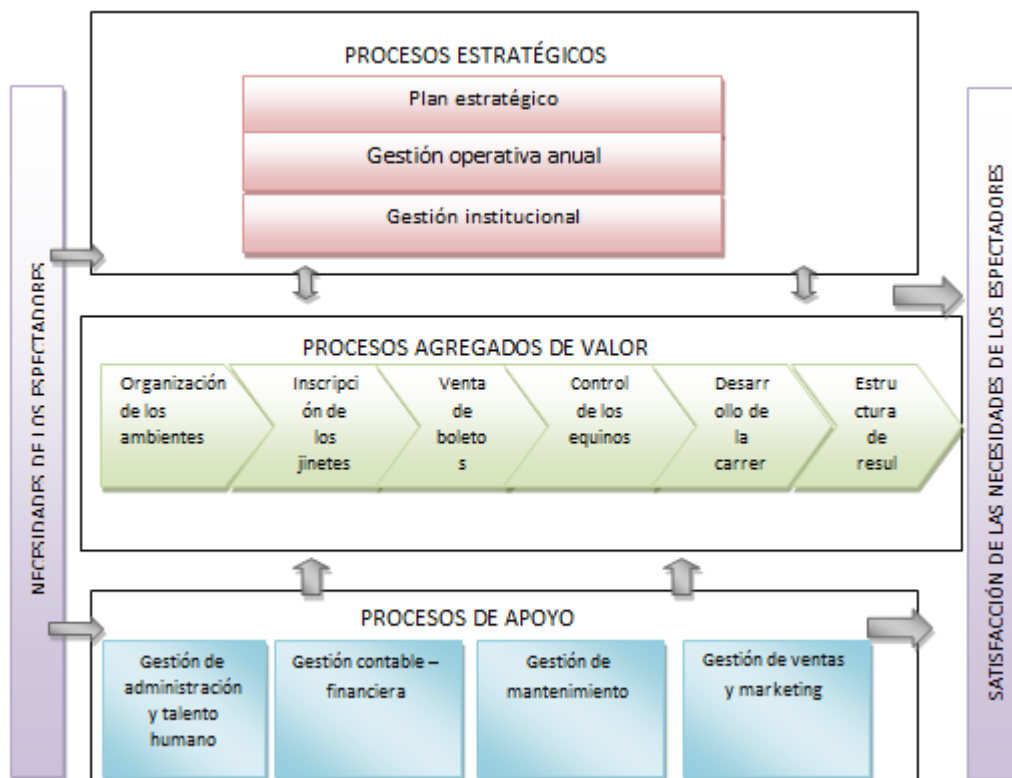 PROCESOS ESTRATÉGICOS
Plan estratégico
Gestión operativa anual
Gestión institucional
NECESIDADES DE LOS ESPECTADORES
SATISFACCIÓN DE LAS NECESIDADES DE LOS ESPECTADORES
PROCESOS AGREGADOS DE VALOR
Organización
de los
ambientes
Inscripci
ón de
los
jinetes
Venta
de
boleto
s
Control
de los
equinos
Desarr
ollo de
la
carrer
Estru
ctura
de
resul
PROCESOS DE APOYO
Gestión de
administración
y talento
humano
Gestión contable –
financiera
Gestión de
mantenimiento
Gestión de ventas
y marketing